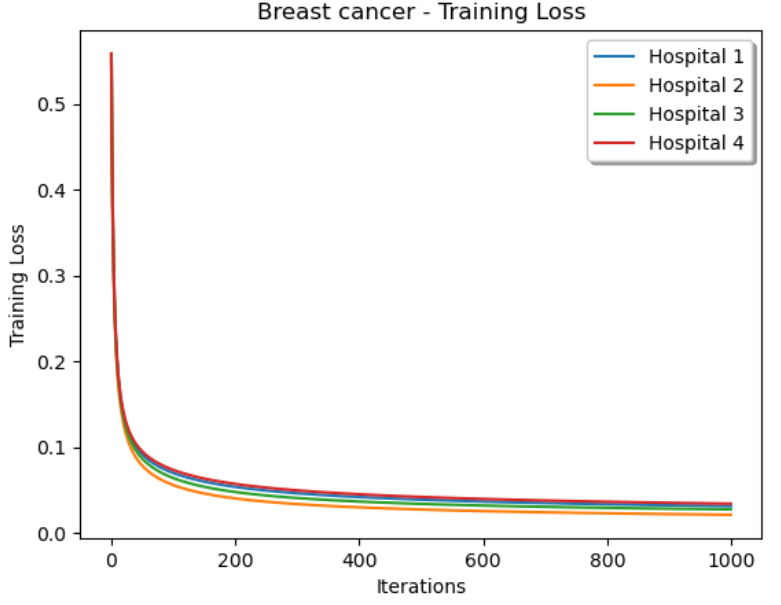 Breast cancer - Training Loss
Hospital 1
Hospital 2
Hospital 3
Hospital 4
Training Loss
0.5
0.4
0.3
0.2
0.1
0.0
0 200 400 600 800 1000
Iterations